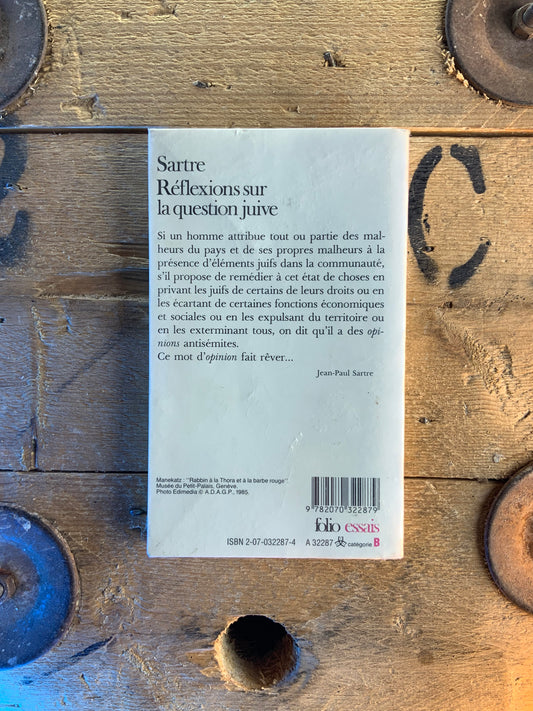 Sartre
Réflexions sur
la question juive
Si un homme attribue tout ou partie des mal-
heurs du pays et de ses propres malheurs à la
présence d'éléments juifs dans la communauté,
s'il propose de remédier à cet état de choses en
privant les juifs de certains de leurs droits ou en
les écartant de certaines fonctions économiques
et sociales ou en les expulsant du territoire ou
en les exterminant tous, on dit qu'il a des opi-
nions antisémites.
Ce mot d'opinion fait rêver...
Jean-Paul Sartre
Manekatz : "Rabbin à la Thora et à la barbe rouge".
Musée du Petit-Palais, Genève.
Photo Edimedia © A.D.A.G.P., 1985.
9 782070 322879
folio essais
ISBN 2-07-032287-4 A 32287 catégorie B